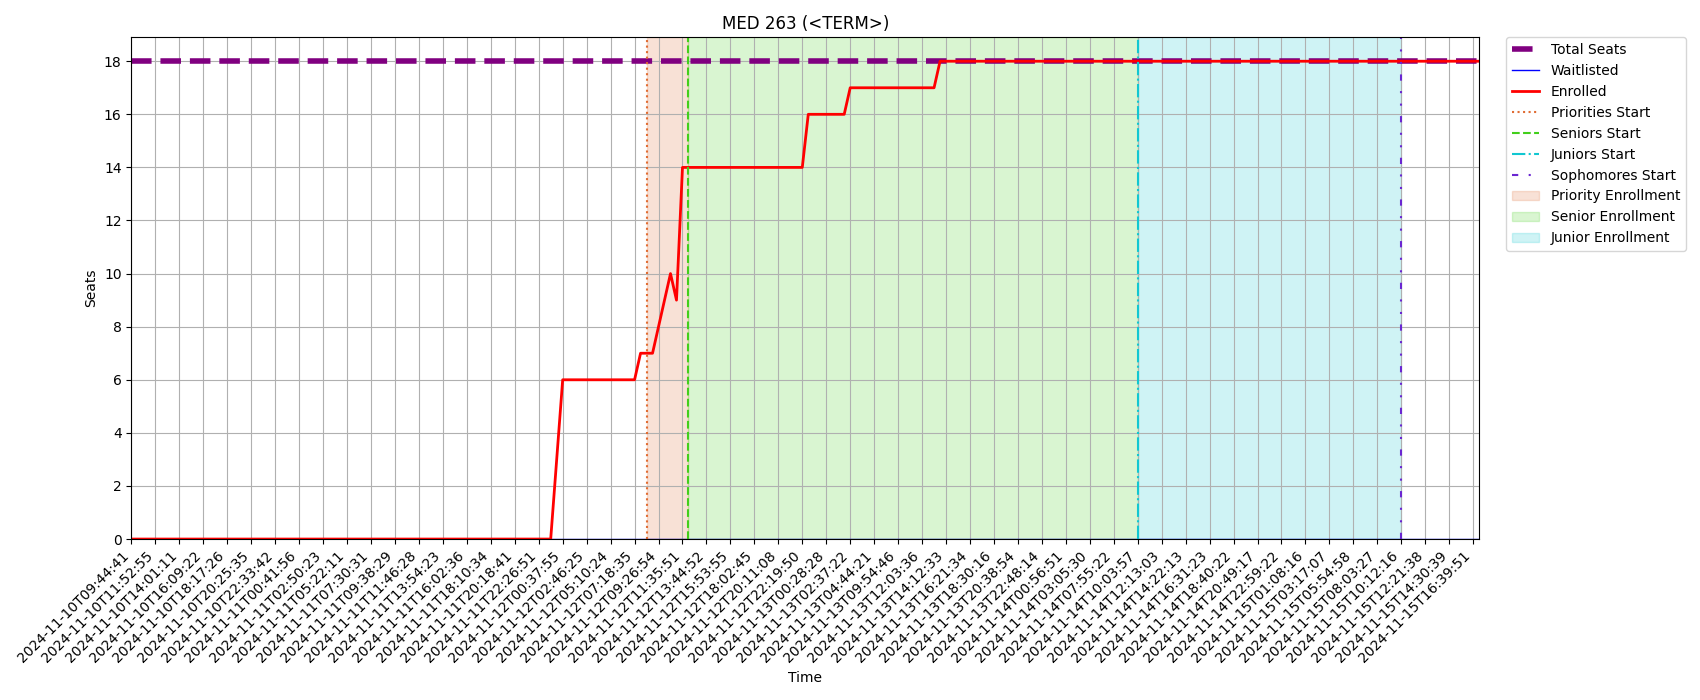 MED 263 (<TERM>)
Seats
18
16
14
12
10
8
6
4
2
0
2024-11-10T09:44:41
2024-11-10T11:52:55
2024-11-10T14:01:11
2024-11-10T16:09:22
2024-11-10T18:17:26
2024-11-10T20:25:35
2024-11-10T22:33:42
2024-11-11T00:41:56
2024-11-11T02:50:23
2024-11-11T05:22:11
2024-11-11T07:30:31
2024-11-11T09:38:29
2024-11-11T11:46:28
2024-11-11T13:54:23
2024-11-11T16:02:36
2024-11-11T18:10:34
2024-11-11T20:18:41
2024-11-11T22:26:51
2024-11-12T00:37:55
2024-11-12T02:46:25
2024-11-12T05:10:24
2024-11-12T07:18:35
2024-11-12T09:26:54
2024-11-12T11:35:51
2024-11-12T13:44:52
2024-11-12T15:53:55
2024-11-12T18:02:45
2024-11-12T20:11:08
2024-11-12T22:19:50
2024-11-13T00:28:28
2024-11-13T02:37:22
2024-11-13T04:44:21
2024-11-13T09:54:46
2024-11-13T12:03:36
2024-11-13T14:12:33
2024-11-13T16:21:34
2024-11-13T18:30:16
2024-11-13T20:38:54
2024-11-13T22:48:14
2024-11-14T00:56:51
2024-11-14T03:05:30
2024-11-14T07:55:22
2024-11-14T10:03:57
2024-11-14T12:13:03
2024-11-14T14:22:13
2024-11-14T16:31:23
2024-11-14T18:40:22
2024-11-14T20:49:17
2024-11-14T22:59:22
2024-11-15T01:08:16
2024-11-15T03:17:07
2024-11-15T05:54:58
2024-11-15T08:03:27
2024-11-15T10:12:16
2024-11-15T12:21:38
2024-11-15T14:30:39
2024-11-15T16:39:51
Time
Total Seats
Waitlisted
Enrolled
Priorities Start
Seniors Start
Juniors Start
Sophomores Start
Priority Enrollment
Senior Enrollment
Junior Enrollment